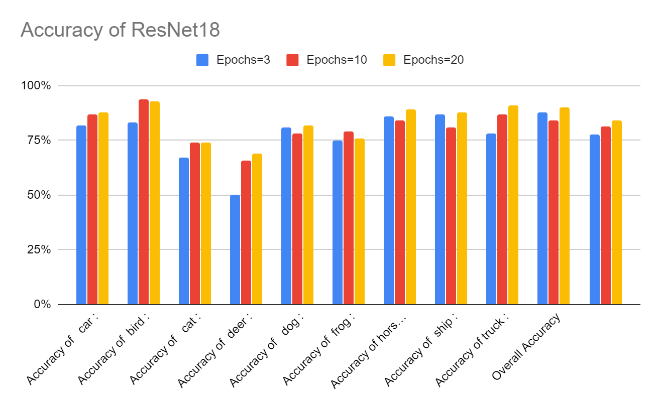 Accuracy of ResNet18
Epochs=3 Epochs=10 Epochs=20
100%
75%
50%
25%
0%
Accuracy of car :
Accuracy of bird :
Accuracy of cat :
Accuracy of deer :
Accuracy of dog :
Accuracy of frog :
Accuracy of hors...
Accuracy of ship :
Accuracy of truck :
Overall Accuracy